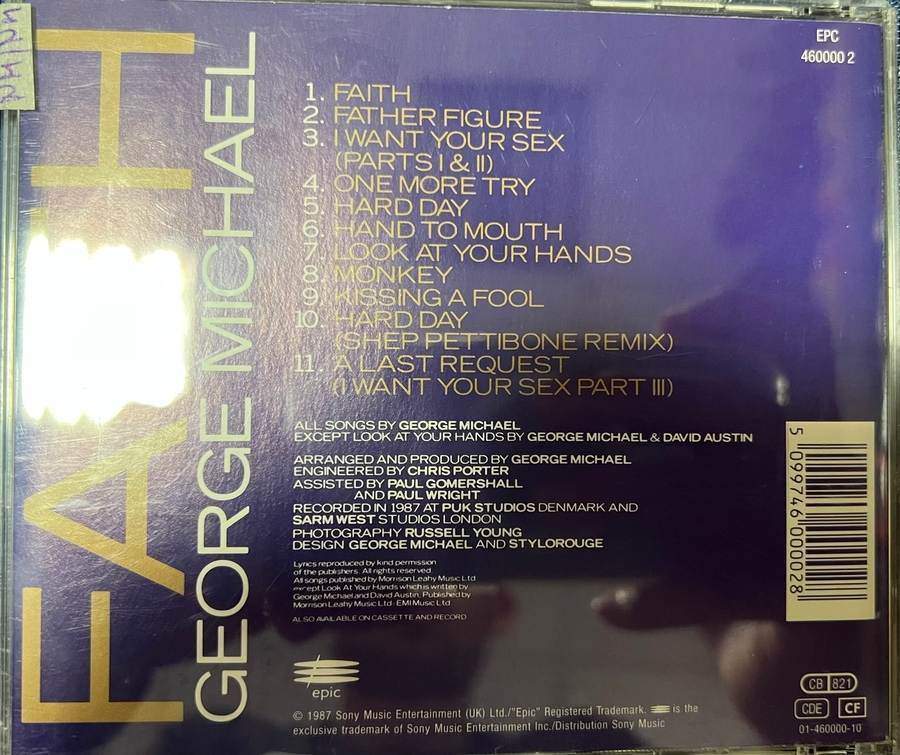 FAITH
GEORGE MICHAEL
EPC
460000 2
1. FAITH
2. FATHER FIGURE
3. I WANT YOUR SEX
(PARTS I & II)
4. ONE MORE TRY
5. HARD DAY
6. HAND TO MOUTH
7. LOOK AT YOUR HANDS
8. MONKEY
9. KISSING A FOOL
10. HARD DAY
(SHEP PETTIBONE REMIX)
11. A LAST REQUEST
(I WANT YOUR SEX PART III)
ALL SONGS BY GEORGE MICHAEL
EXCEPT LOOK AT YOUR HANDS BY GEORGE MICHAEL & DAVID AUSTIN
ARRANGED AND PRODUCED BY GEORGE MICHAEL
ENGINEERED BY CHRIS PORTER
ASSISTED BY PAUL GOMERSHALL
AND PAUL WRIGHT
RECORDED IN 1987 AT PUK STUDIOS DENMARK AND
SARM WEST STUDIOS LONDON
PHOTOGRAPHY RUSSELL YOUNG
DESIGN GEORGE MICHAEL AND STYLOROUGE
Lyrics reproduced by kind permission
of the publishers. All rights reserved.
All songs published by Morrison Leahy Music Ltd
except Look At Your Hands which is written by
George Michael and David Austin, Published by
Morrison Leahy Music Ltd · EMI Music Ltd
ALSO AVAILABLE ON CASSETTE AND RECORD
5 099746 000028
epic
© 1987 Sony Music Entertainment (UK) Ltd./"Epic" Registered Trademark. is the
exclusive trademark of Sony Music Entertainment Inc./Distribution Sony Music
CB 821
CDE CF
01-460000-10